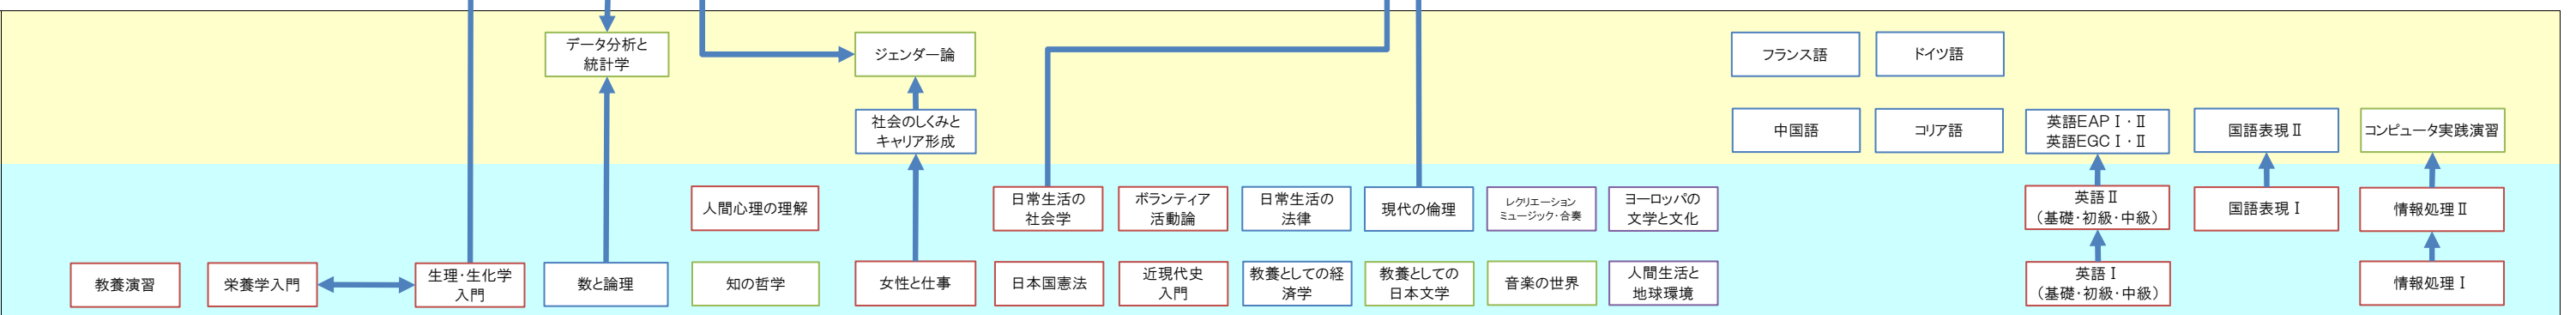 データ分析と
統計学
ジェンダー論
フランス語
ドイツ語
社会のしくみと
キャリア形成
中国語
コリア語
英語EAPⅠ・Ⅱ
英語EGCⅠ・Ⅱ
国語表現Ⅱ
コンピュータ実践演習
人間心理の理解
日常生活の
社会学
ボランティア
活動論
日常生活の
法律
現代の倫理
レクリエーション
ミュージック・合奏
ヨーロッパの
文学と文化
英語Ⅱ
（基礎・初級・中級）
国語表現Ⅰ
情報処理Ⅱ
教養演習
栄養学入門
生理・生化学
入門
数と論理
知の哲学
女性と仕事
日本国憲法
近現代史
入門
教養としての経
済学
教養としての
日本文学
音楽の世界
人間生活と
地球環境
英語Ⅰ
（基礎・初級・中級）
情報処理Ⅰ